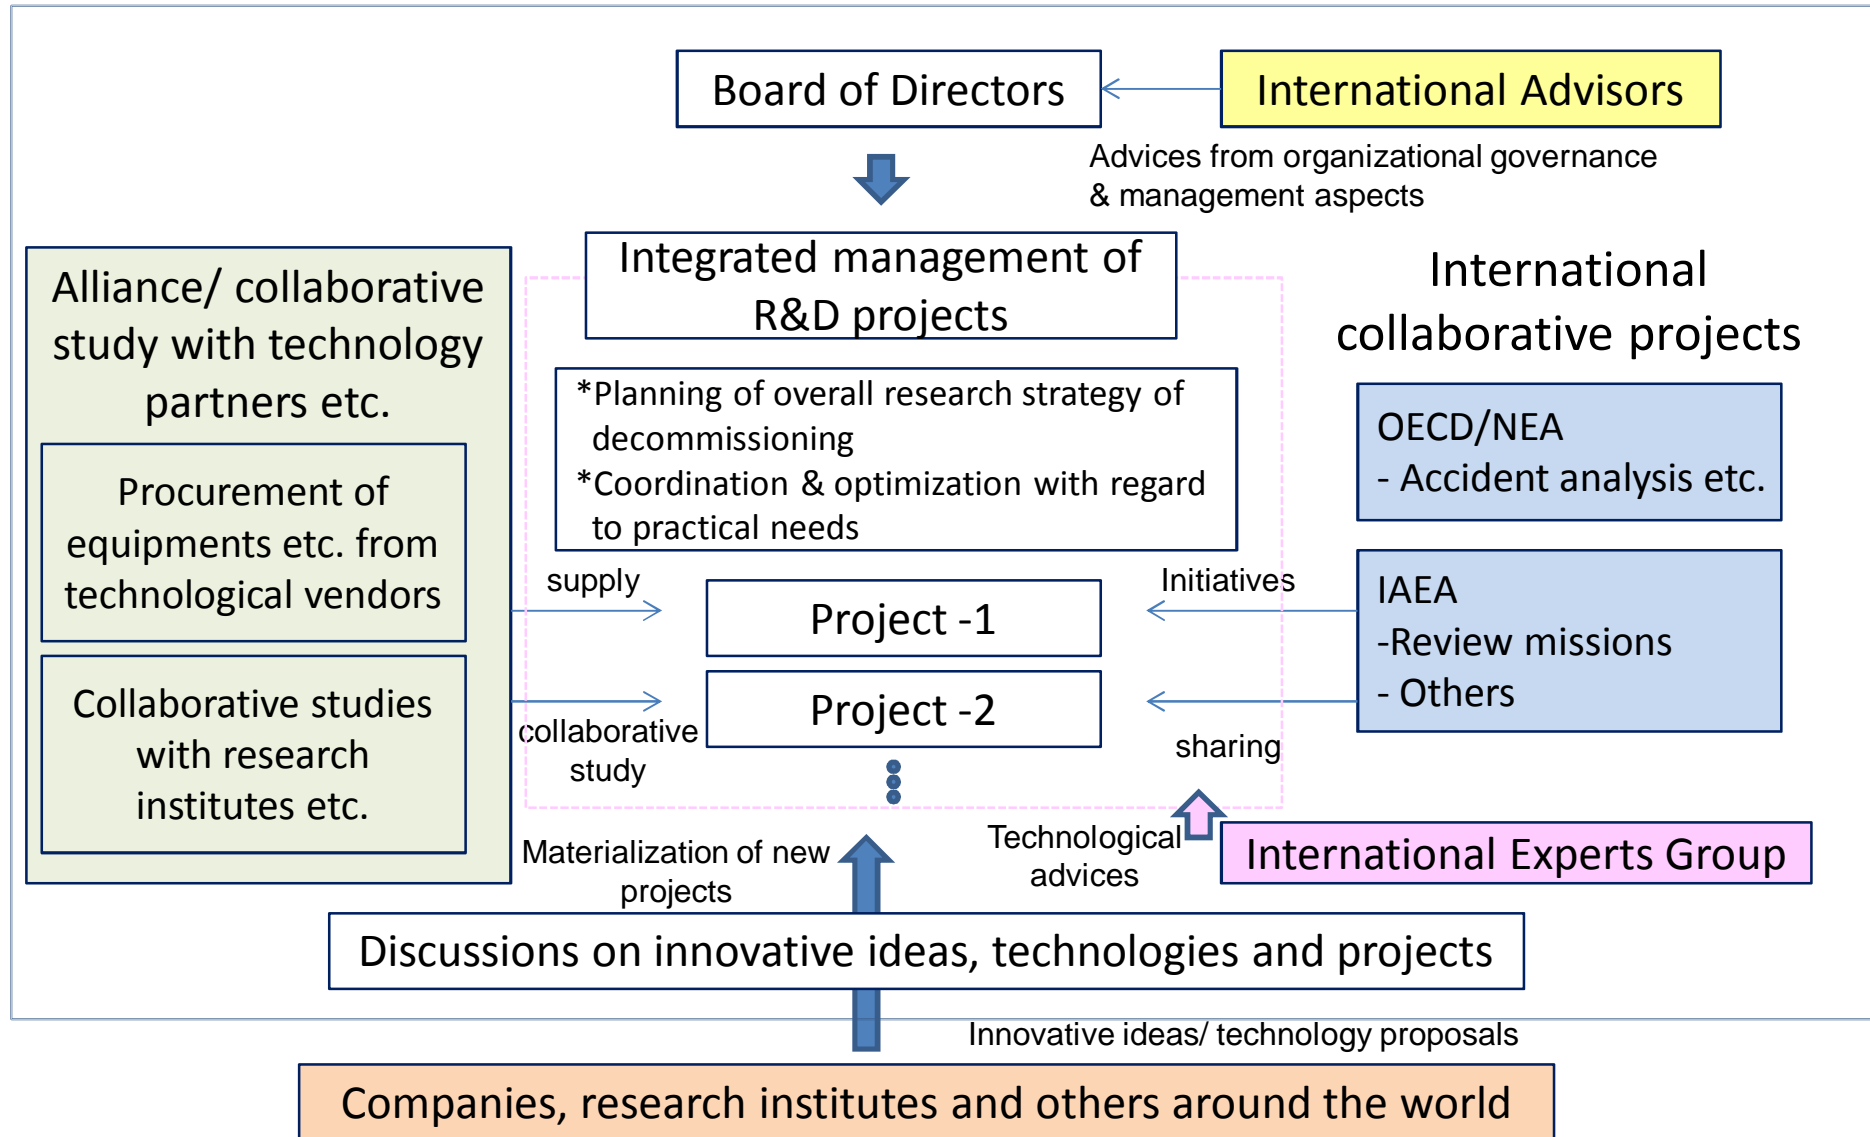 Board of Directors
International Advisors
Advices from organizational governance
& management aspects
Integrated management of
R&D projects
Alliance/ collaborative
study with technology
partners etc.
Procurement of
equipments etc. from
technological vendors
Collaborative studies
with research
institutes etc.
*Planning of overall research strategy of
decommissioning
*Coordination & optimization with regard
to practical needs
supply
Project -1
Initiatives
collaborative
study
Project -2
sharing
International
collaborative projects
OECD/NEA
- Accident analysis etc.
IAEA
-Review missions
- Others
Materialization of new
projects
Technological
advices
International Experts Group
Discussions on innovative ideas, technologies and projects
Innovative ideas/ technology proposals
Companies, research institutes and others around the world